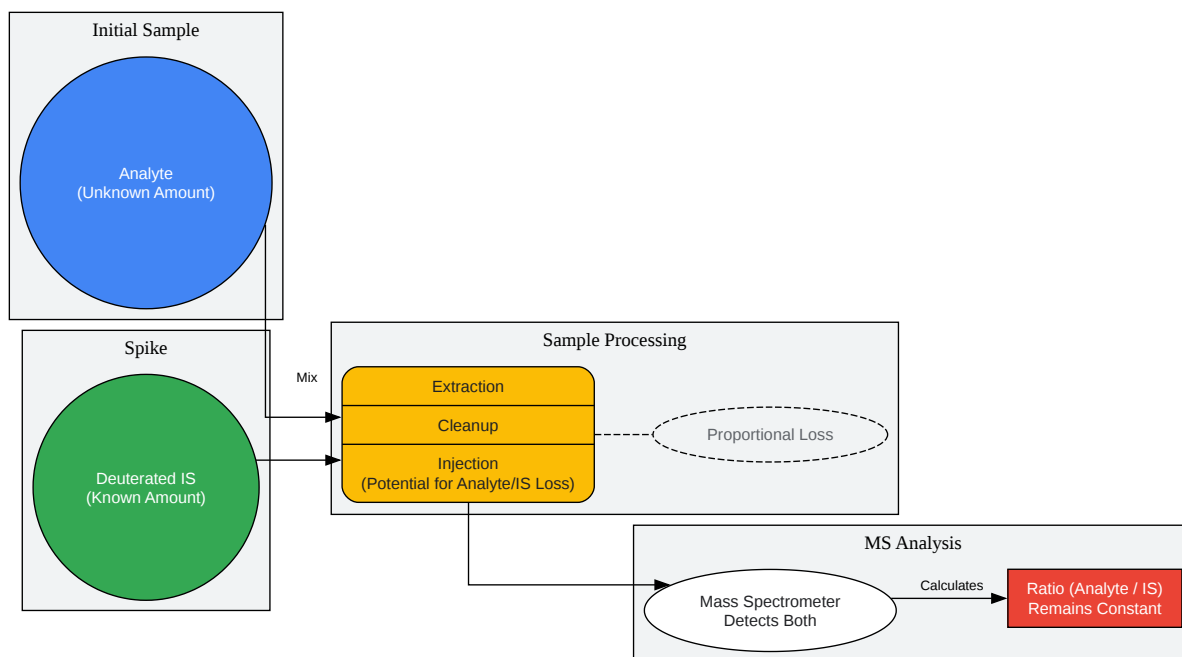 Initial Sample
Analyte
(Unknown Amount)
Spike
Deuterated IS
(Known Amount)
Mix
Sample Processing
Extraction
Cleanup
Injection
(Potential for Analyte/IS Loss)
Proportional Loss
MS Analysis
Mass Spectrometer
Detects Both
Calculates
Ratio (Analyte / IS)
Remains Constant